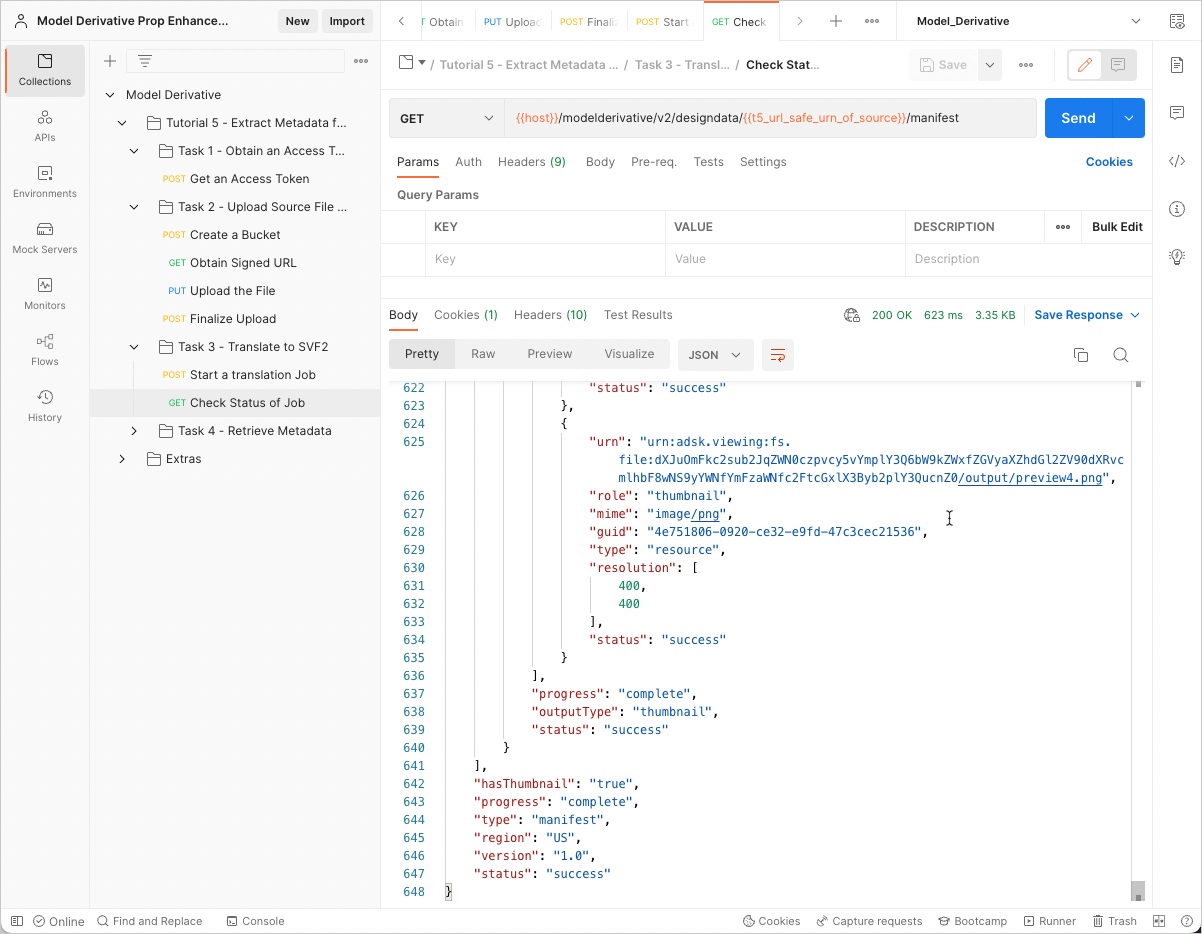 Model Derivative Prop Enhance...
New
Import
Obtain
PUT Upload
POST Finali
POST Start
GET Check
Model_Derivative
Collections
APIs
Environments
Mock Servers
Monitors
Flows
History
Model Derivative
Tutorial 5 - Extract Metadata f...
Task 1 - Obtain an Access T...
POST Get an Access Token
Task 2 - Upload Source File ...
POST Create a Bucket
GET Obtain Signed URL
PUT Upload the File
POST Finalize Upload
Task 3 - Translate to SVF2
POST Start a translation Job
GET Check Status of Job
Task 4 - Retrieve Metadata
Extras
/ Tutorial 5 - Extract Metadata ... / Task 3 - Transl... / Check Stat...
Save
GET
{{host}}/modelderivative/v2/designdata/{{t5_url_safe_urn_of_source}}/manifest
Send
Params Auth Headers (9) Body Pre-req. Tests Settings
Cookies
Query Params
KEY VALUE DESCRIPTION Bulk Edit
Key Value Description
Body Cookies (1) Headers (10) Test Results
200 OK 623 ms 3.35 KB Save Response
Pretty Raw Preview Visualize JSON
622 "status": "success"
623 },
624 {
625 "urn": "urn:adsk.viewing:fs.
file:dXJuOmFkc2sub2JqZWN0czpvcy5vYmplY3Q6bW9kZWxfZGVyaXZhdGl2ZV90dXRvc
mlhbF8wNS9yYWNfYmFzaWNfc2FtcGxlX3Byb2plY3QucnZ0/output/preview4.png",
626 "role": "thumbnail",
627 "mime": "image/png",
628 "guid": "4e751806-0920-ce32-e9fd-47c3cec21536",
629 "type": "resource",
630 "resolution": [
631 400,
632 400
633 ],
634 "status": "success"
635 }
636 ],
637 "progress": "complete",
638 "outputType": "thumbnail",
639 "status": "success"
640 }
641 ],
642 "hasThumbnail": "true",
643 "progress": "complete",
644 "type": "manifest",
645 "region": "US",
646 "version": "1.0",
647 "status": "success"
648 }
Online
Find and Replace
Console
Cookies
Capture requests
Bootcamp
Runner
Trash